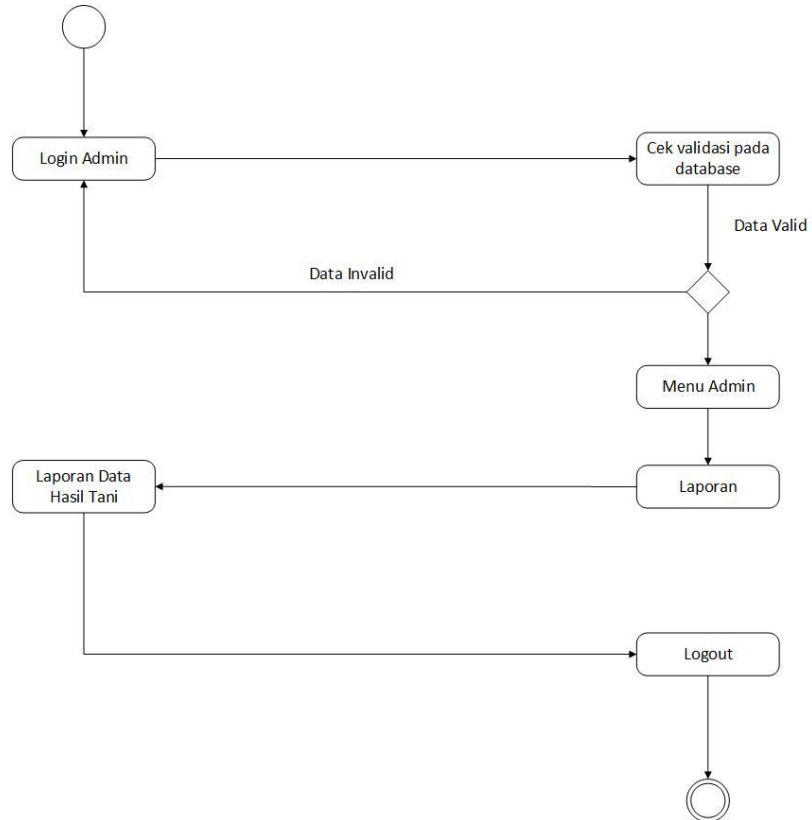 Login Admin
Cek validasi pada
database
Data Valid
Data Invalid
Menu Admin
Laporan Data
Hasil Tani
Laporan
Logout